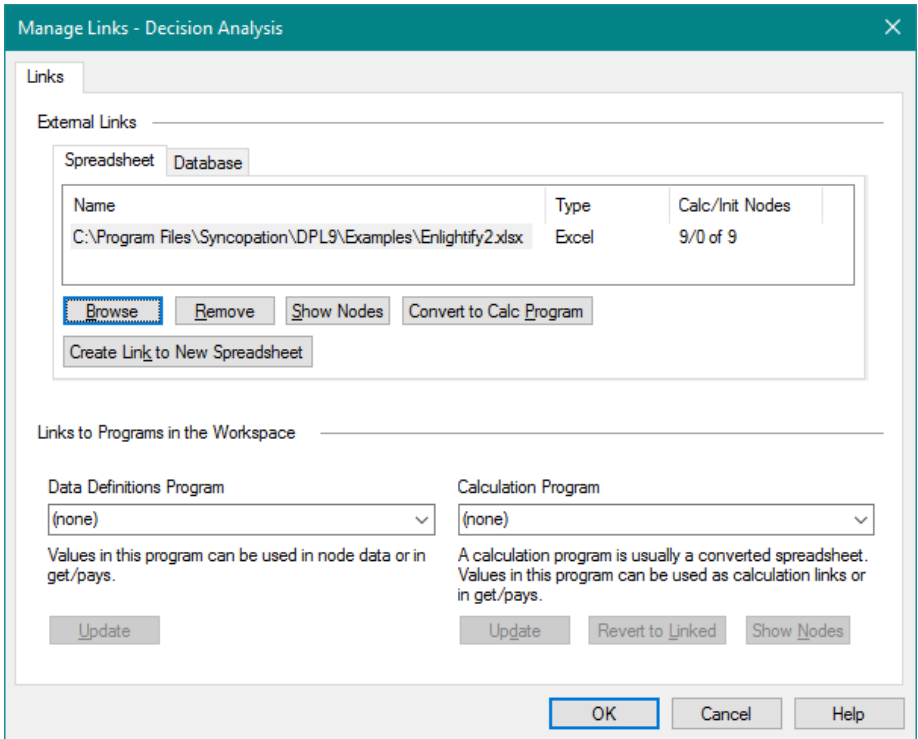 Manage Links - Decision Analysis
Links
External Links
Spreadsheet Database
Name Type Calc/Init Nodes
C:\Program Files\Syncopation\DPL9\Examples\Enlightify2.xlsx Excel 9/0 of 9
Browse Remove Show Nodes Convert to Calc Program
Create Link to New Spreadsheet
Links to Programs in the Workspace
Data Definitions Program
(none)
Values in this program can be used in node data or in
get/pays.
Update
Calculation Program
(none)
A calculation program is usually a converted spreadsheet.
Values in this program can be used as calculation links or
in get/pays.
Update Revert to Linked Show Nodes
OK Cancel Help